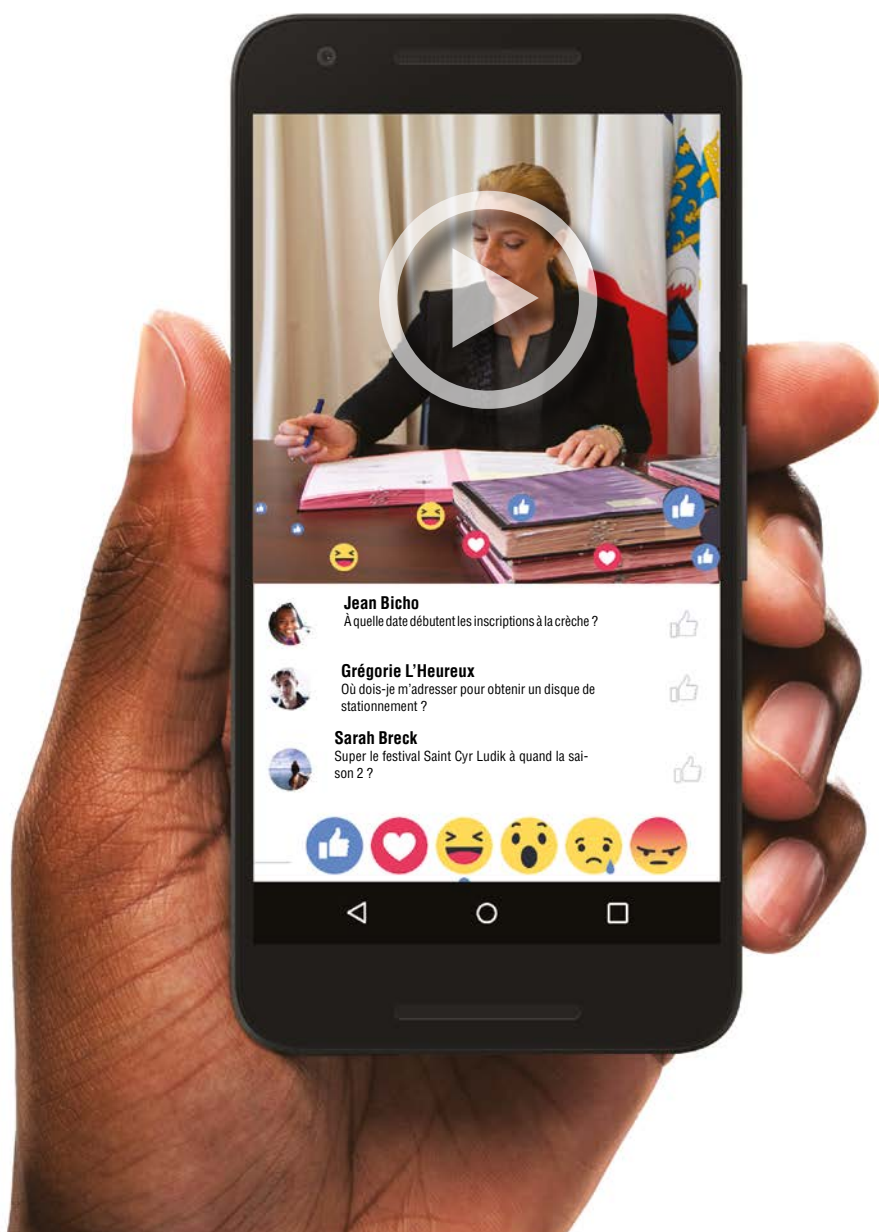 Jean Bicho
À quelle date débutent les inscriptions à la crèche ?
Grégorie L'Heureux
Où dois-je m'adresser pour obtenir un disque de
stationnement ?
Sarah Breck
Super le festival Saint Cyr Ludik à quand la sai-
son 2 ?